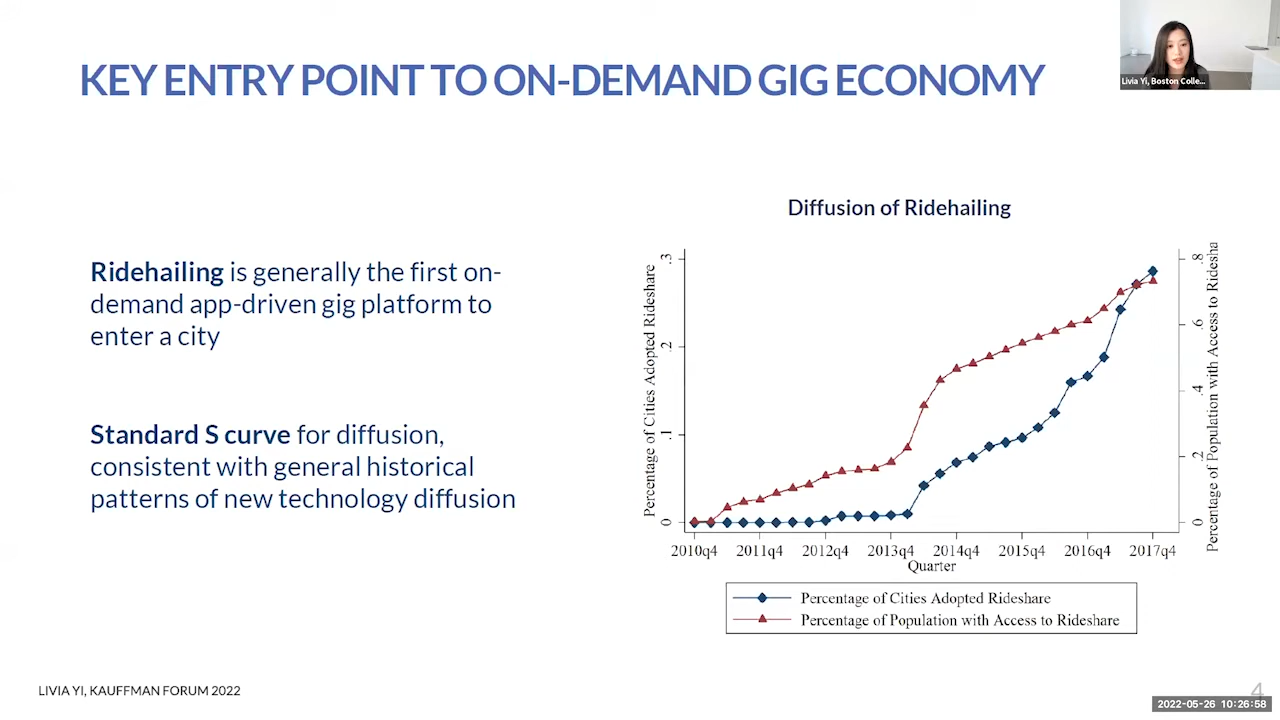 KEY ENTRY POINT TO ON-DEMAND GIG ECONOMY
Livia Yi, Boston Colle...
Ridehailing is generally the first on-
demand app-driven gig platform to
enter a city
Standard S curve for diffusion,
consistent with general historical
patterns of new technology diffusion
Diffusion of Ridehailing
Percentage of Cities Adopted Rideshare
.3
.2
.1
0
Percentage of Population with Access to Ridesha
.8
.6
.4
.2
0
2010q4 2011q4 2012q4 2013q4 2014q4 2015q4 2016q4 2017q4
Quarter
Percentage of Cities Adopted Rideshare
Percentage of Population with Access to Rideshare
LIVIA YI, KAUFFMAN FORUM 2022
4
2022-05-26 10:26:58